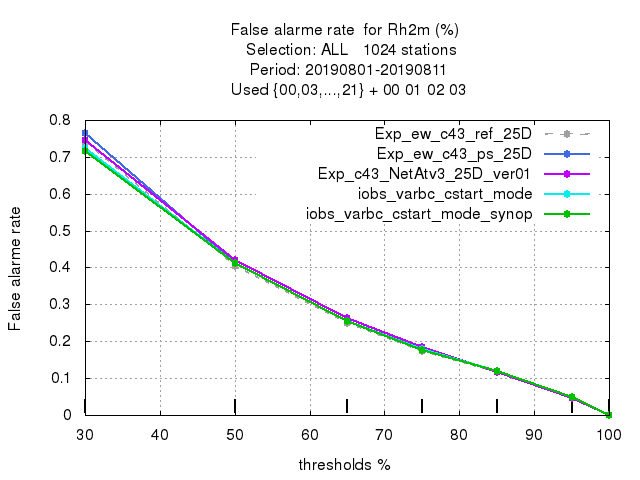 False alarme rate  for Rh2m (%)
Selection: ALL   1024 stations
Period: 20190801-20190811
Used {00,03,...,21} + 00 01 02 03
Exp_ew_c43_ref_25D
Exp_ew_c43_ps_25D
Exp_c43_NetAtv3_25D_ver01
iobs_varbc_cstart_mode
iobs_varbc_cstart_mode_synop
False alarme rate
0.8
0.7
0.6
0.5
0.4
0.3
0.2
0.1
0
30 40 50 60 70 80 90 100
thresholds %